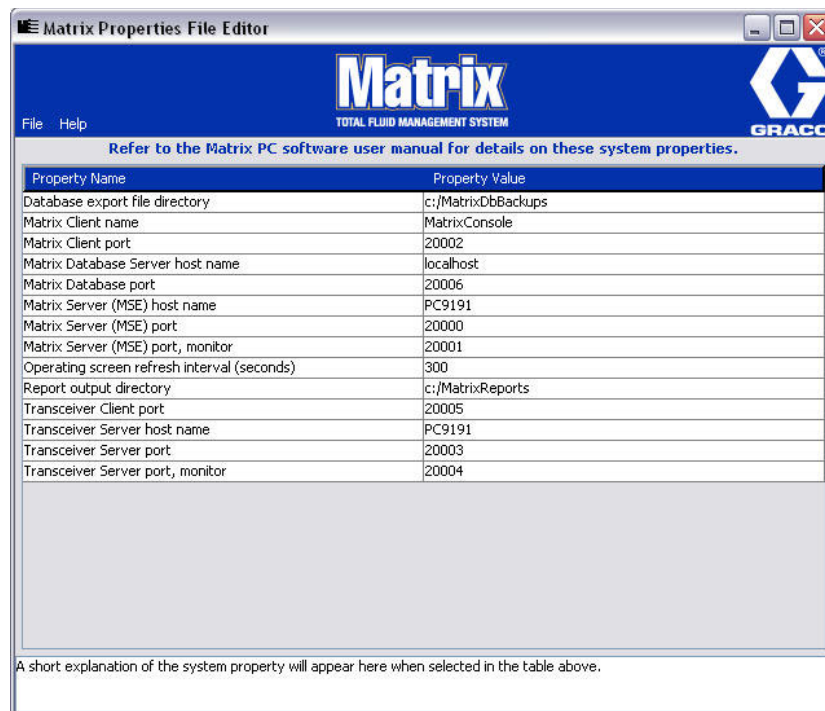 Matrix Properties File Editor
Matrix
TOTAL FLUID MANAGEMENT SYSTEM
File Help
GRACO
Refer to the Matrix PC software user manual for details on these system properties.
Property Name Property Value
Database export file directory c:/MatrixDbBackups
Matrix Client name MatrixConsole
Matrix Client port 20002
Matrix Database Server host name localhost
Matrix Database port 20006
Matrix Server (MSE) host name PC9191
Matrix Server (MSE) port 20000
Matrix Server (MSE) port, monitor 20001
Operating screen refresh interval (seconds) 300
Report output directory c:/MatrixReports
Transceiver Client port 20005
Transceiver Server host name PC9191
Transceiver Server port 20003
Transceiver Server port, monitor 20004
A short explanation of the system property will appear here when selected in the table above.